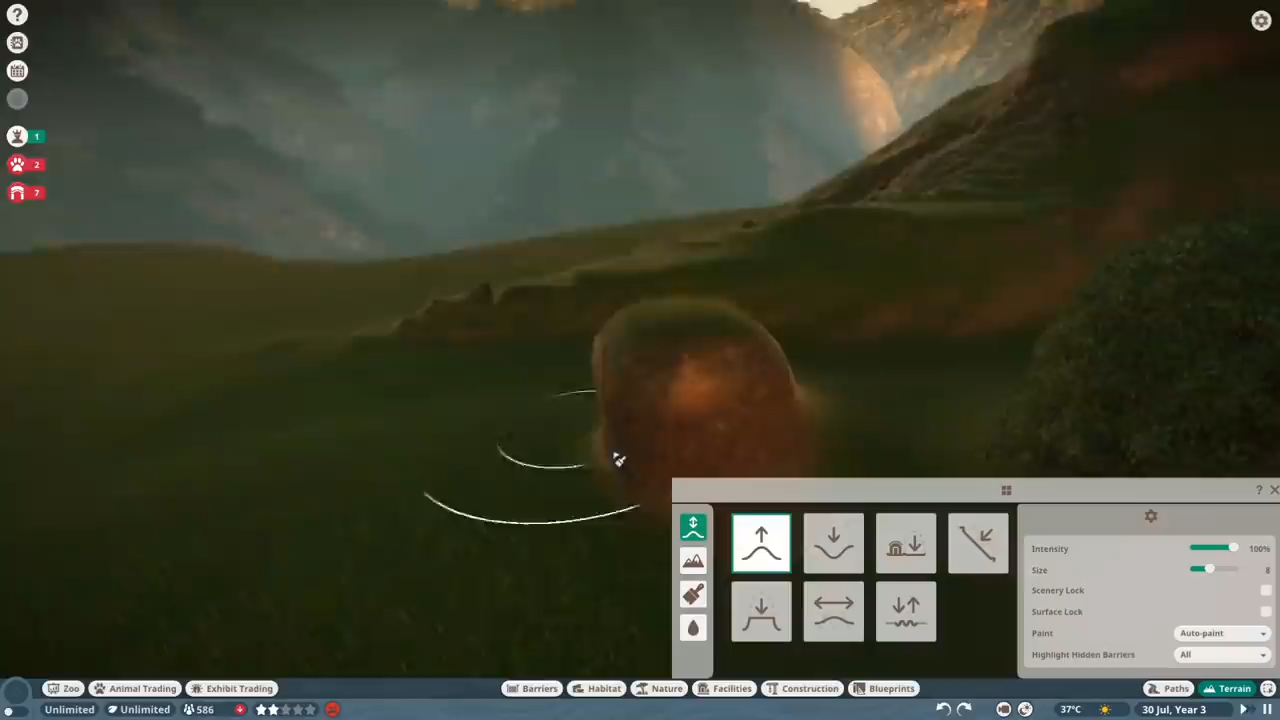 ?
1
2
7
? ×
Intensity 100%
Size 8
Scenery Lock
Surface Lock
Paint Auto-paint
Highlight Hidden Barriers All
Zoo Animal Trading Exhibit Trading Barriers Habitat Nature Facilities Construction Blueprints Paths Terrain
Unlimited Unlimited 586 37°C 30 Jul, Year 3